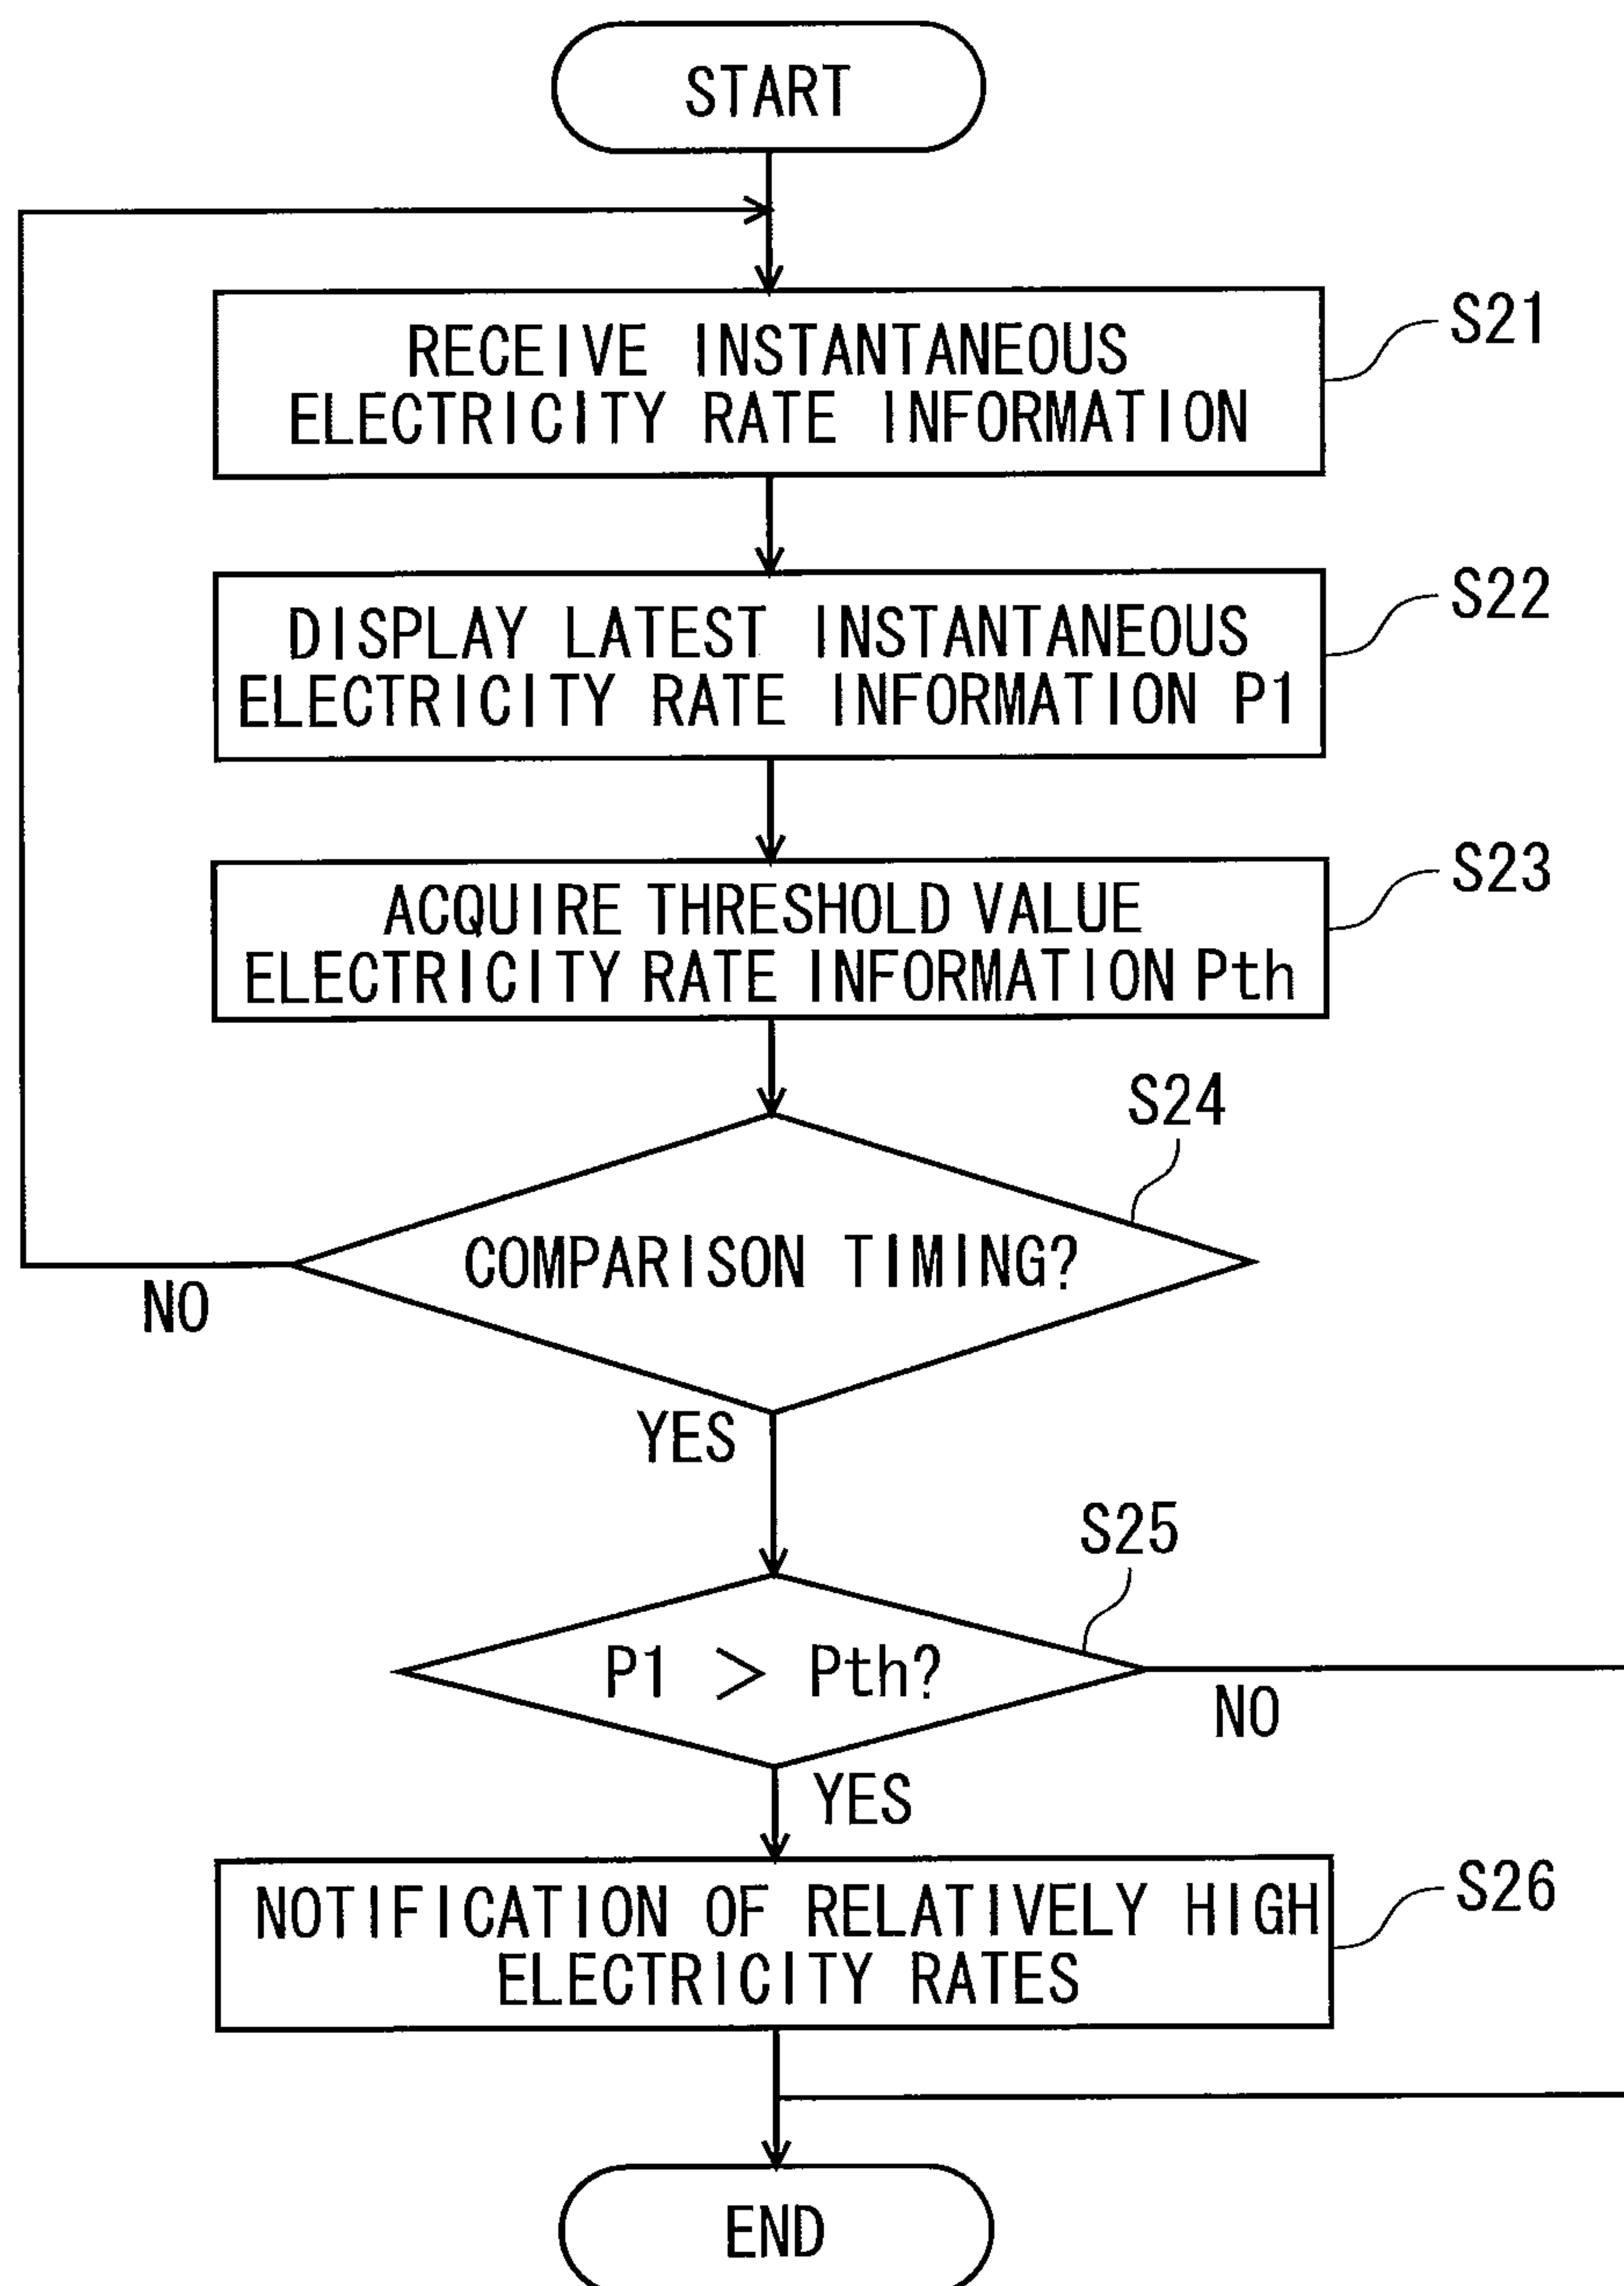 START
RECEIVE INSTANTANEOUS
ELECTRICITY RATE INFORMATION
S21
DISPLAY LATEST INSTANTANEOUS
ELECTRICITY RATE INFORMATION P1
S22
ACQUIRE THRESHOLD VALUE
ELECTRICITY RATE INFORMATION Pth
S23
S24
COMPARISON TIMING?
NO
YES
S25
P1 > Pth?
NO
YES
NOTIFICATION OF RELATIVELY HIGH
ELECTRICITY RATES
S26
END